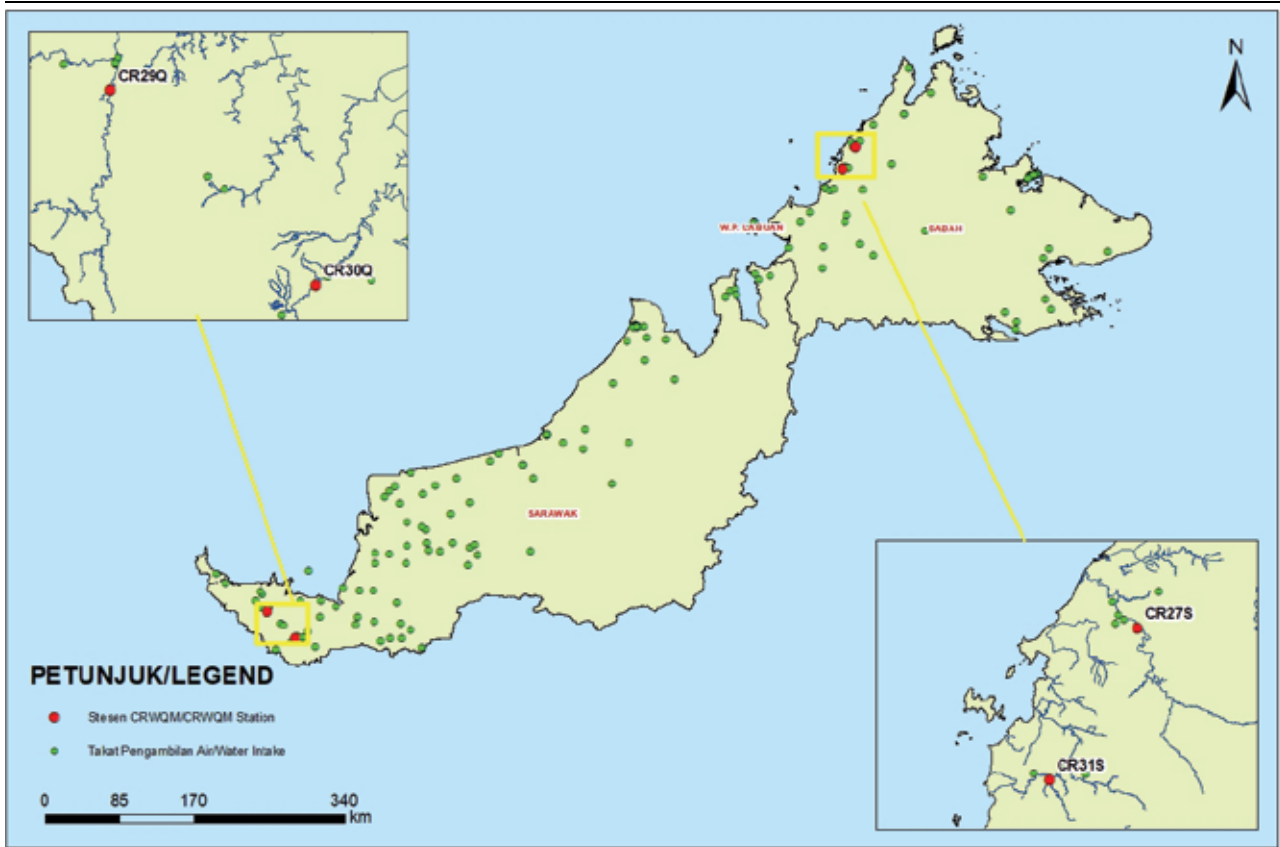 CR29Q
CR30Q
N
W.P. LABUAN
SABAH
SARAWAK
CR27S
CR31S
PETUNJUK/LEGEND
Stesen CRWQM/CRWQM Station
Takat Pengambilan Air/Water Intake
0 85 170 340
km